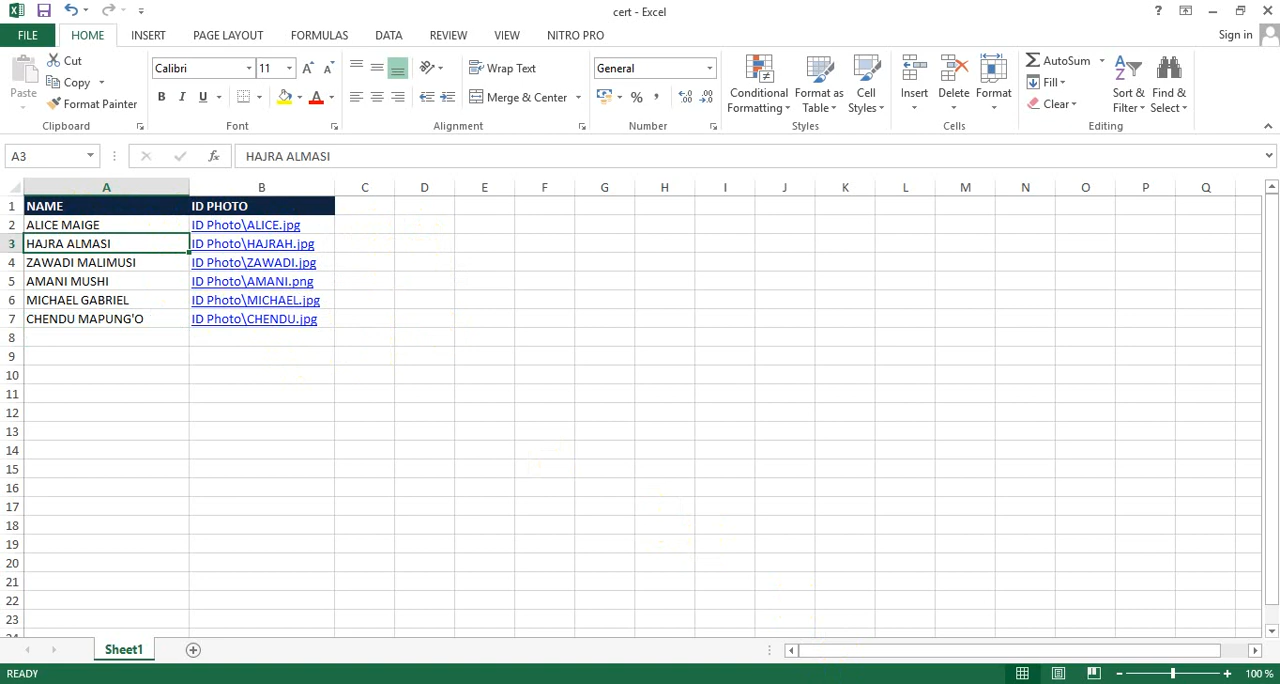 cert - Excel
Sign in
FILE HOME INSERT PAGE LAYOUT FORMULAS DATA REVIEW VIEW NITRO PRO
Paste
Cut
Copy
Format Painter
Clipboard
Calibri 11
B I U
Font
Wrap Text
Merge & Center
Alignment
General
Number
Conditional Formatting
Format as Table
Cell Styles
Styles
Insert Delete Format
Cells
AutoSum
Fill
Clear
Sort & Filter
Find & Select
Editing
A3 fx HAJRA ALMASI
A B C D E F G H I J K L M N O P Q
1 NAME ID PHOTO
2 ALICE MAIGE ID Photo\ALICE.jpg
3 HAJRA ALMASI ID Photo\HAJRAH.jpg
4 ZAWADI MALIMUSI ID Photo\ZAWADI.jpg
5 AMANI MUSHI ID Photo\AMANI.png
6 MICHAEL GABRIEL ID Photo\MICHAEL.jpg
7 CHENDU MAPUNG'O ID Photo\CHENDU.jpg
8
9
10
11
12
13
14
15
16
17
18
19
20
21
22
23
Sheet1
READY
100 %